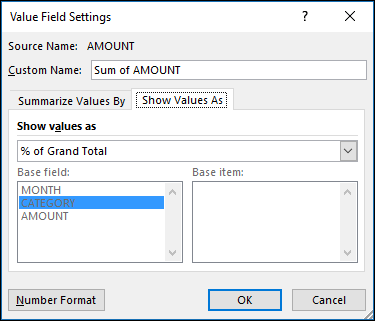 Value Field Settings
Source Name: AMOUNT
Custom Name: Sum of AMOUNT
Summarize Values By Show Values As
Show values as
% of Grand Total
Base field: Base item:
MONTH
CATEGORY
AMOUNT
Number Format OK Cancel